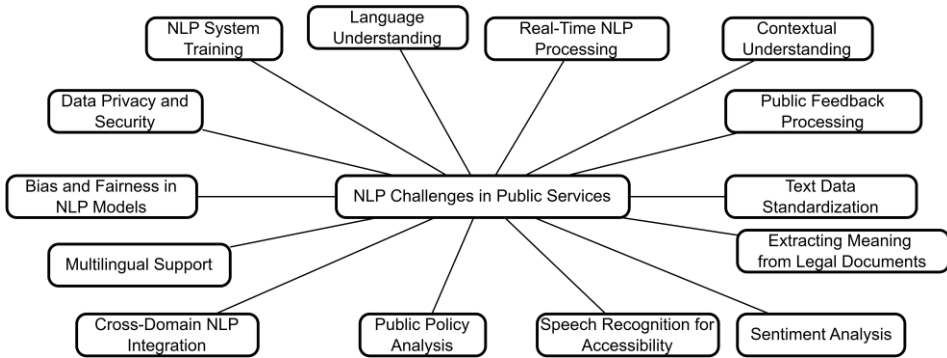 NLP System
Training
Language
Understanding
Real-Time NLP
Processing
Contextual
Understanding
Data Privacy and
Security
Public Feedback
Processing
Bias and Fairness in
NLP Models
NLP Challenges in Public Services
Text Data
Standardization
Multilingual Support
Extracting Meaning
from Legal Documents
Cross-Domain NLP
Integration
Public Policy
Analysis
Speech Recognition for
Accessibility
Sentiment Analysis